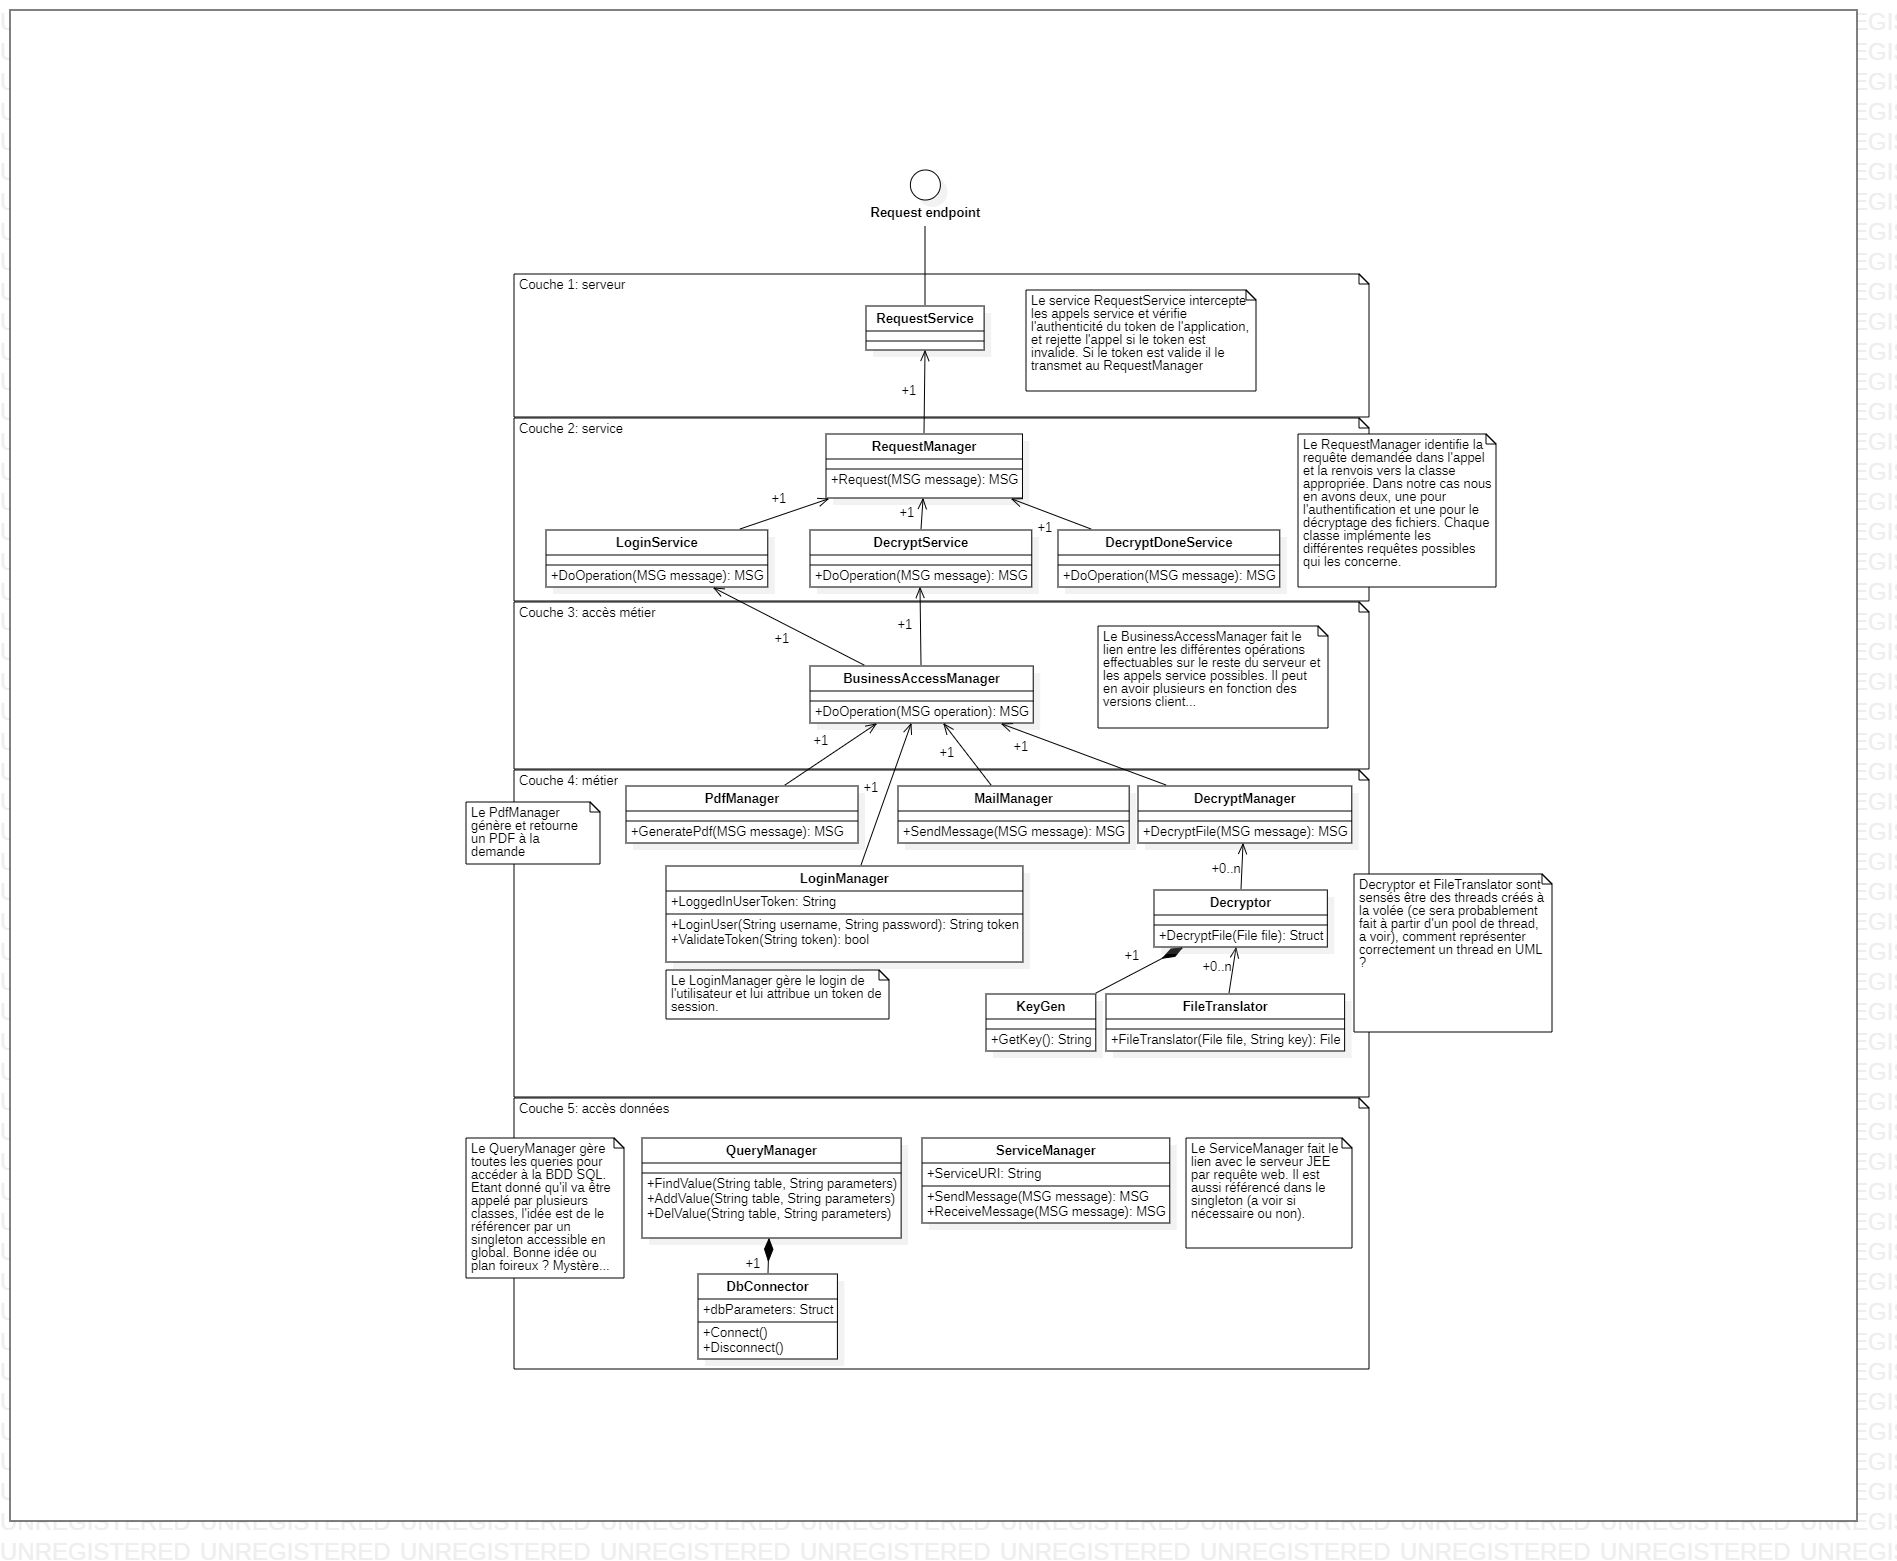 Request endpoint
Couche 1: serveur
RequestService
Le service RequestService intercepte
les appels service et vérifie
l'authenticité du token de l'application,
et rejette l'appel si le token est
invalide. Si le token est valide il le
transmet au RequestManager
+1
Couche 2: service
RequestManager
+Request(MSG message): MSG
Le RequestManager identifie la
requête demandée dans l'appel
et la renvois vers la classe
appropriée. Dans notre cas nous
en avons deux, une pour
l'authentification et une pour le
décryptage des fichiers. Chaque
classe implémente les
différentes requêtes possibles
qui les concerne.
+1
+1
+1
LoginService
+DoOperation(MSG message): MSG
DecryptService
+DoOperation(MSG message): MSG
DecryptDoneService
+DoOperation(MSG message): MSG
Couche 3: accès métier
+1
+1
Le BusinessAccessManager fait le
lien entre les différentes opérations
effectuables sur le reste du serveur et
les appels service possibles. Il peut
en avoir plusieurs en fonction des
versions client...
BusinessAccessManager
+DoOperation(MSG operation): MSG
+1
+1
+1
+1
Couche 4: métier
Le PdfManager
génère et retourne
un PDF à la
demande
PdfManager
+GeneratePdf(MSG message): MSG
MailManager
+SendMessage(MSG message): MSG
DecryptManager
+DecryptFile(MSG message): MSG
LoginManager
+LoggedInUserToken: String
+LoginUser(String username, String password): String token
+ValidateToken(String token): bool
Le LoginManager gère le login de
l'utilisateur et lui attribue un token de
session.
+0..n
Decryptor
+DecryptFile(File file): Struct
Decryptor et FileTranslator sont
sensés être des threads créés à
la volée (ce sera probablement
fait à partir d'un pool de thread,
a voir), comment représenter
correctement un thread en UML
?
+1
+0..n
KeyGen
+GetKey(): String
FileTranslator
+FileTranslator(File file, String key): File
Couche 5: accès données
Le QueryManager gère
toutes les queries pour
accéder à la BDD SQL.
Etant donné qu'il va être
appelé par plusieurs
classes, l'idée est de le
référencer par un
singleton accessible en
global. Bonne idée ou
plan foireux ? Mystère...
QueryManager
+FindValue(String table, String parameters)
+AddValue(String table, String parameters)
+DelValue(String table, String parameters)
ServiceManager
+ServiceURI: String
+SendMessage(MSG message): MSG
+ReceiveMessage(MSG message): MSG
Le ServiceManager fait le
lien avec le serveur JEE
par requête web. Il est
aussi référencé dans le
singleton (a voir si
nécessaire ou non).
+1
DbConnector
+dbParameters: Struct
+Connect()
+Disconnect()
UNREGISTERED UNREGISTERED UNREGISTERED UNREGISTERED UNREGISTERED UNREGISTERED UNREGISTERED UNREGISTERED UNREGISTERED